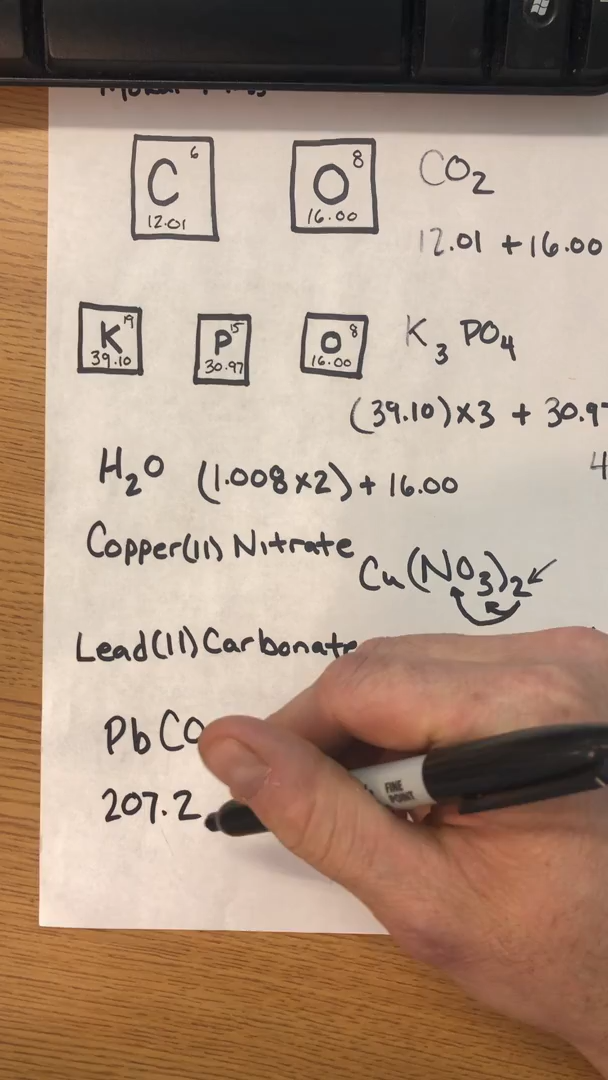 C 6 12.01
O 8 16.00
CO2
12.01 + 16.00
K 19 39.10
P 15 30.97
O 8 16.00
K3PO4
(39.10)x3 + 30.97
4
H2O (1.008x2) + 16.00
Copper(II) Nitrate
Cu(NO3)2
Lead(II) Carbonate
PbCO
207.2
FINE
POINT